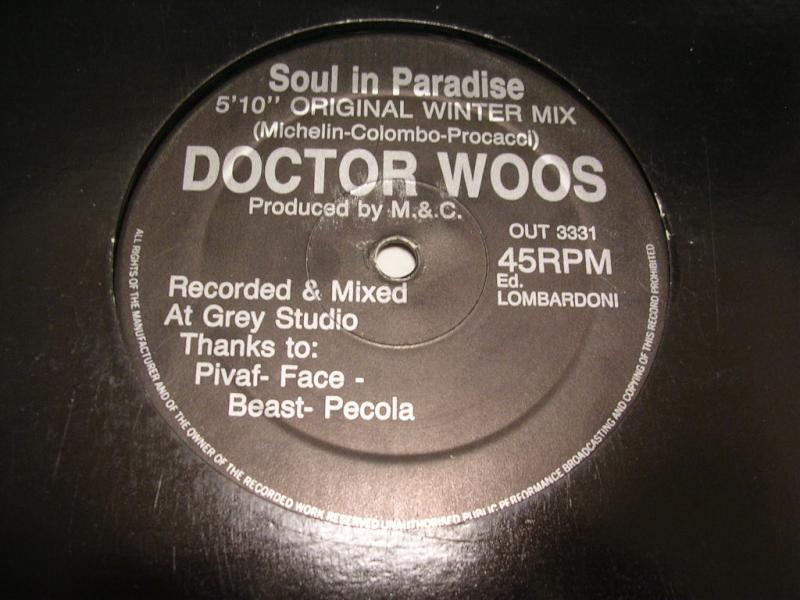 Soul in Paradise
5'10'' ORIGINAL WINTER MIX
(Michelin-Colombo-Procacci)
DOCTOR WOOS
Produced by M.&C.
OUT 3331
45RPM
Ed.
LOMBARDONI
Recorded & Mixed
At Grey Studio
Thanks to:
Pivaf- Face -
Beast- Pecola
ALL RIGHTS OF THE MANUFACTURER AND OF THE OWNER OF THE RECORDED WORK RESERVED UNAUTHORISED PUBLIC PERFORMANCE BROADCASTING AND COPYING OF THIS RECORD PROHIBITED